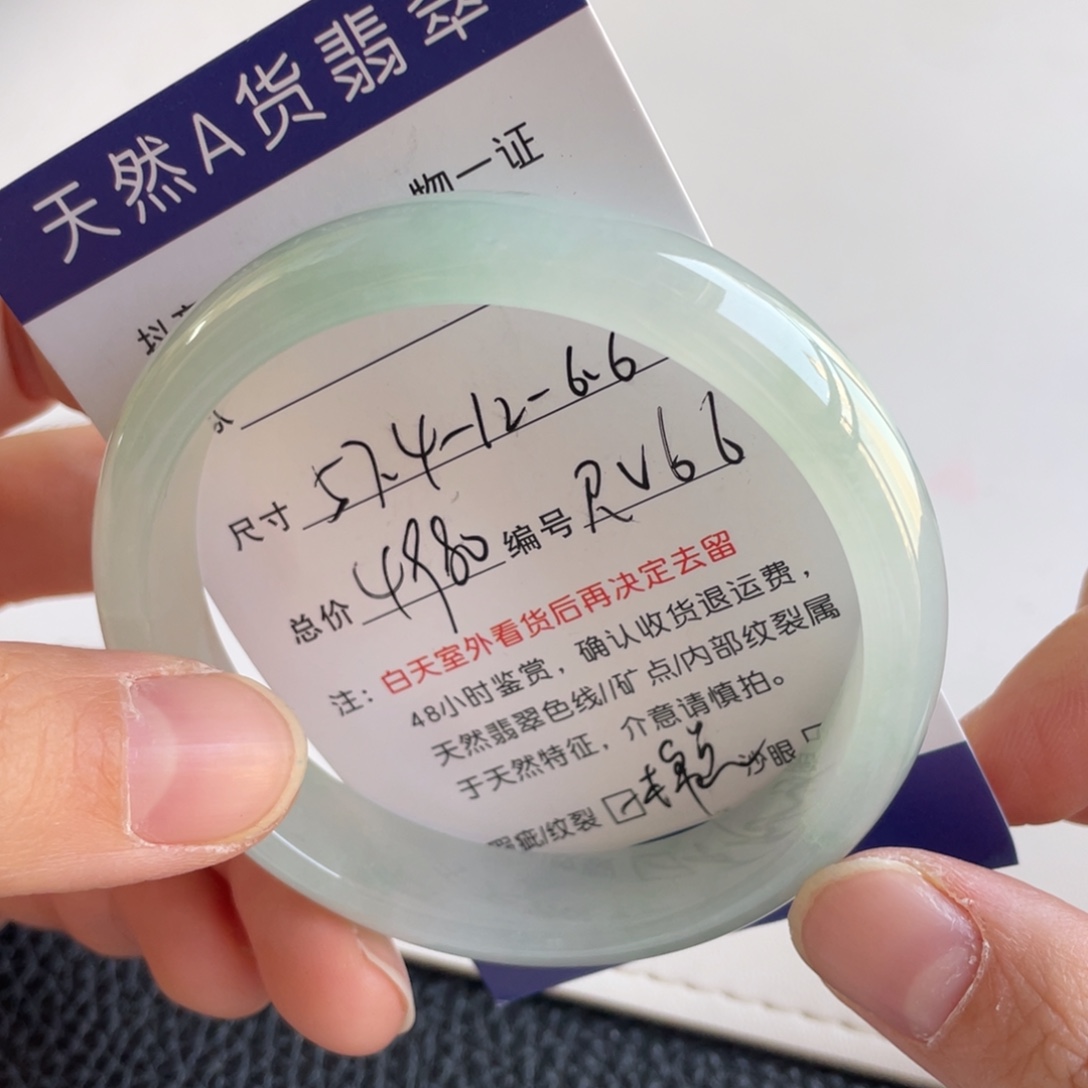 天然A货翡翠
物一证
尺寸 57.4-12-6.6
总价 4980 编号 RV66
注：白天室外看货后再决定去留
48小时鉴赏，确认收货退运费，
天然翡翠色线//矿点/内部纹裂属
于天然特征，介意请慎拍。
瑕疵/纹裂 沙眼